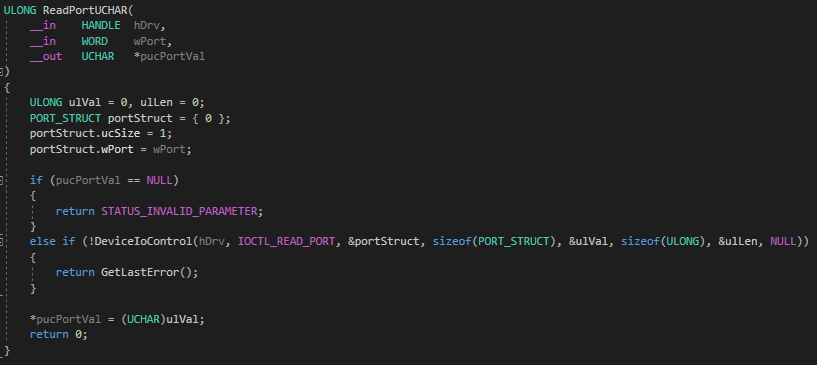 ULONG ReadPortUCHAR(
    __in    HANDLE  hDrv,
    __in    WORD    wPort,
    __out   UCHAR   *pucPortVal
)
{
    ULONG ulVal = 0, ulLen = 0;
    PORT_STRUCT portStruct = { 0 };
    portStruct.ucSize = 1;
    portStruct.wPort = wPort;

    if (pucPortVal == NULL)
    {
        return STATUS_INVALID_PARAMETER;
    }
    else if (!DeviceIoControl(hDrv, IOCTL_READ_PORT, &portStruct, sizeof(PORT_STRUCT), &ulVal, sizeof(ULONG), &ulLen, NULL))
    {
        return GetLastError();
    }

    *pucPortVal = (UCHAR)ulVal;
    return 0;
}